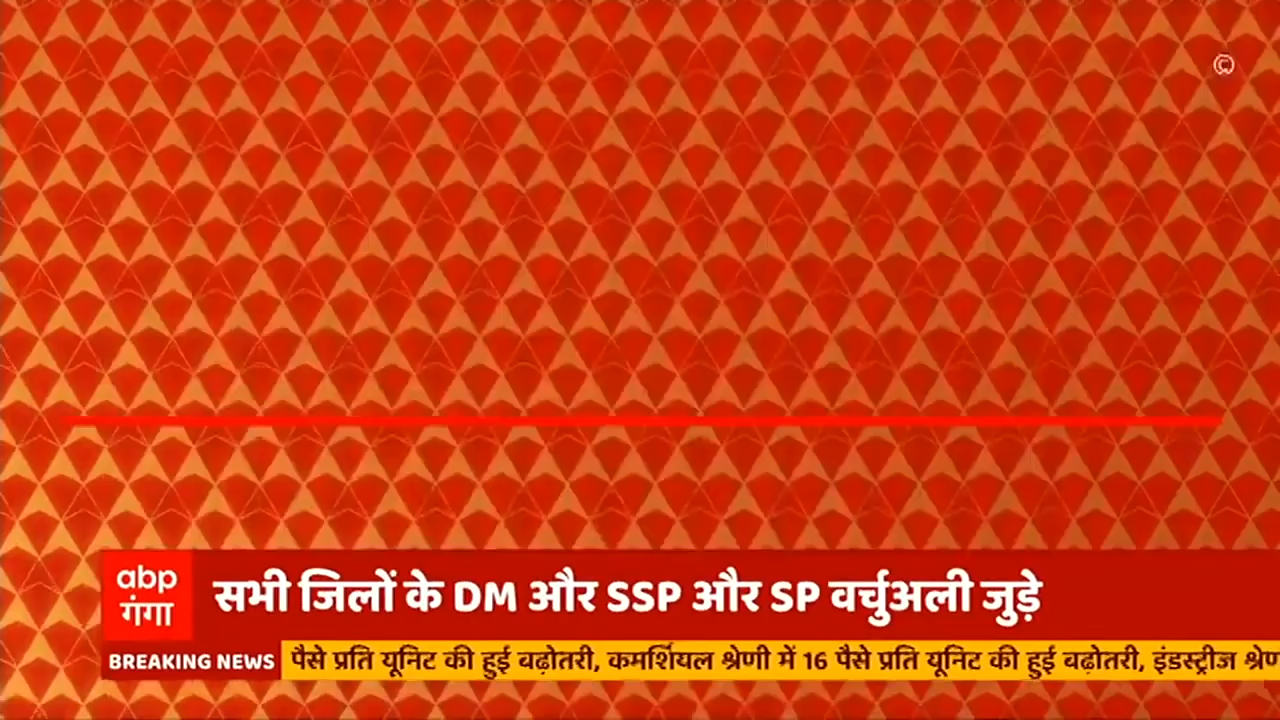 ©
abp
गंगा
सभी जिलों के DM और SSP और SP वर्चुअली जुड़े
BREAKING NEWS
पैसे प्रति यूनिट की हुई बढ़ोतरी, कमर्शियल श्रेणी में 16 पैसे प्रति यूनिट की हुई बढ़ोतरी, इंडस्ट्रीज